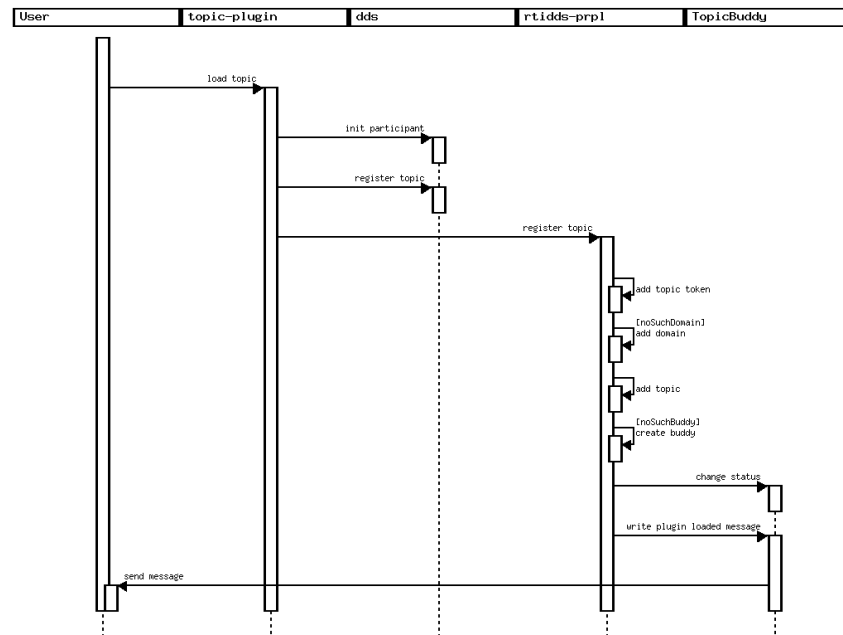 User topic-plugin dds rtidds-prpl TopicBuddy
load topic
init participant
register topic
register topic
add topic token
[noSuchDomain]
add domain
add topic
[noSuchBuddy]
create buddy
change status
write plugin loaded message
send message